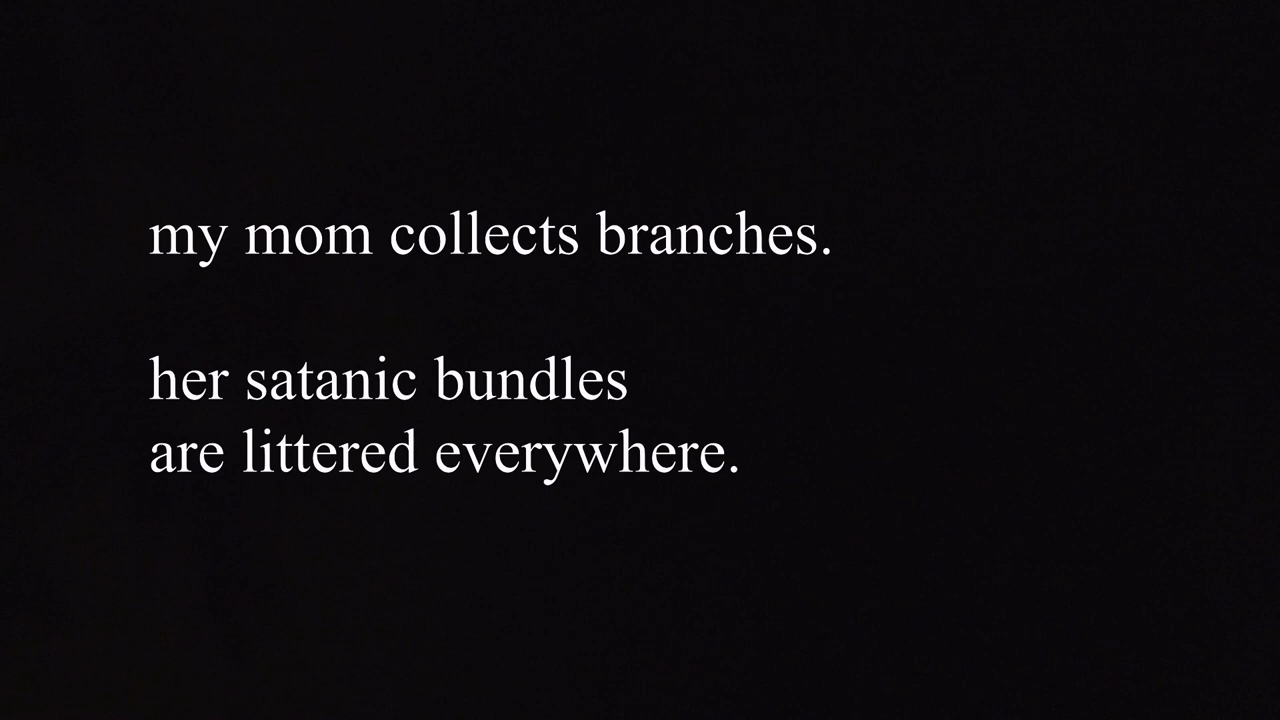 my mom collects branches.
her satanic bundles
are littered everywhere.